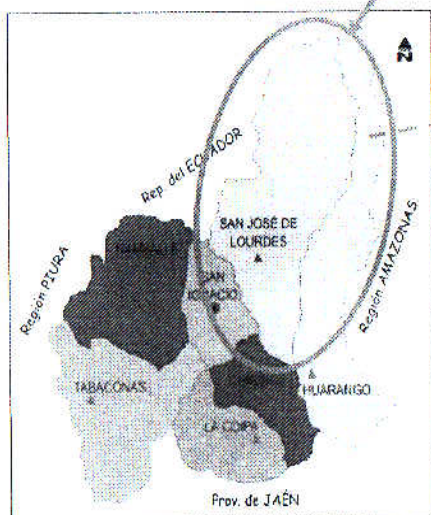 N
Rep. del ECUADOR
SAN JOSÉ DE
LOURDES
Región PIURA
SAN
IGNACIO
Región AMAZONAS
TABACONAS
HUARANGO
LA COIPA
Prov. de JAÉN